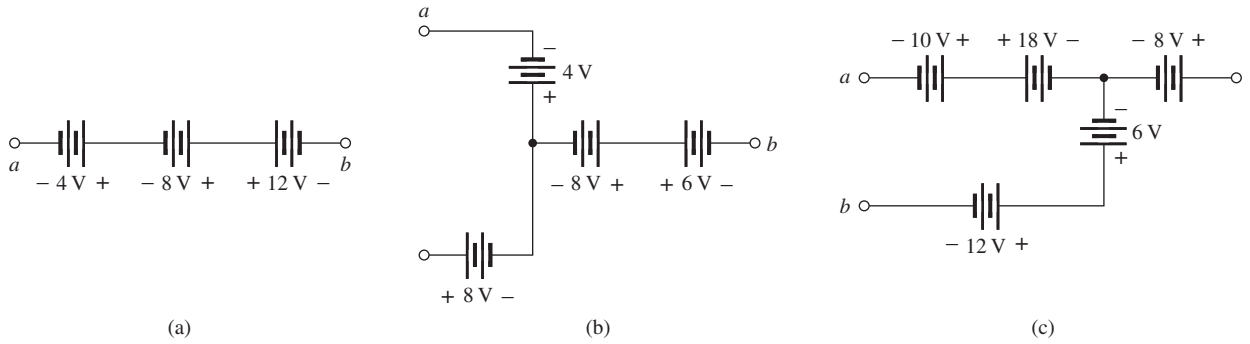 a
b
− 4 V + − 8 V + + 12 V −
(a)
a
−
4 V
+
b
− 8 V + + 6 V −
+ 8 V −
(b)
− 10 V + + 18 V − − 8 V +
a
−
6 V
+
b
− 12 V +
(c)